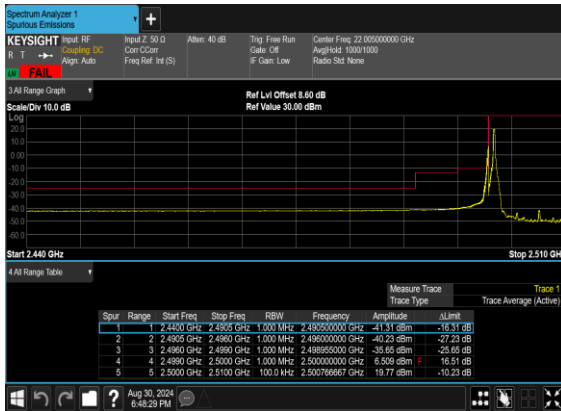 Spectrum Analyzer 1
Spurious Emissions
+
KEYSIGHT Input: RF Input Z: 50 Ω Atten: 40 dB Trig: Free Run Center Freq: 22.005000000 GHz
R T Coupling: DC Corr CCorr Gate: Off Avg|Hold: 1000/1000
Align: Auto Freq Ref: Int (S) IF Gain: Low Radio Std: None
FAIL
3 All Range Graph
Ref Lvl Offset 8.60 dB
Scale/Div 10.0 dB Ref Value 30.00 dBm
Log
20.0
10.0
0.00
-10.0
-20.0
-30.0
-40.0
-50.0
-60.0
Start 2.440 GHz Stop 2.510 GHz
4 All Range Table
Measure Trace Trace 1
Trace Type Trace Average (Active)
Spur Range Start Freq Stop Freq RBW Frequency Amplitude ΔLimit
1 1 2.4400 GHz 2.4905 GHz 1.000 MHz 2.490500000 GHz -41.31 dBm -16.31 dB
2 2 2.4905 GHz 2.4960 GHz 1.000 MHz 2.496000000 GHz -40.23 dBm -27.23 dB
3 3 2.4960 GHz 2.4990 GHz 1.000 MHz 2.498955000 GHz -35.65 dBm -25.65 dB
4 4 2.4990 GHz 2.5000 GHz 1.000 MHz 2.500000000 GHz 6.509 dBm F 16.51 dB
5 5 2.5000 GHz 2.5100 GHz 100.0 kHz 2.500766667 GHz 19.77 dBm -10.23 dB
?
Aug 30, 2024
6:48:29 PM